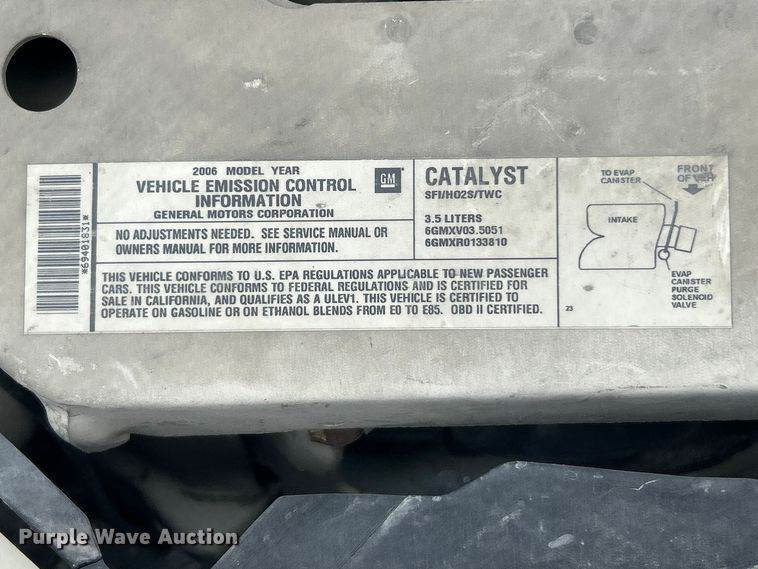 *69401831*
2006 MODEL YEAR
VEHICLE EMISSION CONTROL
INFORMATION
GENERAL MOTORS CORPORATION
GM
NO ADJUSTMENTS NEEDED. SEE SERVICE MANUAL OR
OWNERS MANUAL FOR MORE INFORMATION.
CATALYST
SFI/HO2S/TWC
3.5 LITERS
6GMXV03.5051
6GMXR0133810
THIS VEHICLE CONFORMS TO U.S. EPA REGULATIONS APPLICABLE TO NEW PASSENGER
CARS. THIS VEHICLE CONFORMS TO FEDERAL REGULATIONS AND IS CERTIFIED FOR
SALE IN CALIFORNIA, AND QUALIFIES AS A ULEV1. THIS VEHICLE IS CERTIFIED TO
OPERATE ON GASOLINE OR ON ETHANOL BLENDS FROM E0 TO E85. OBD II CERTIFIED.
TO EVAP
CANISTER
FRONT
OF VEH
INTAKE
EVAP
CANISTER
PURGE
SOLENOID
VALVE
23
Purple Wave Auction®